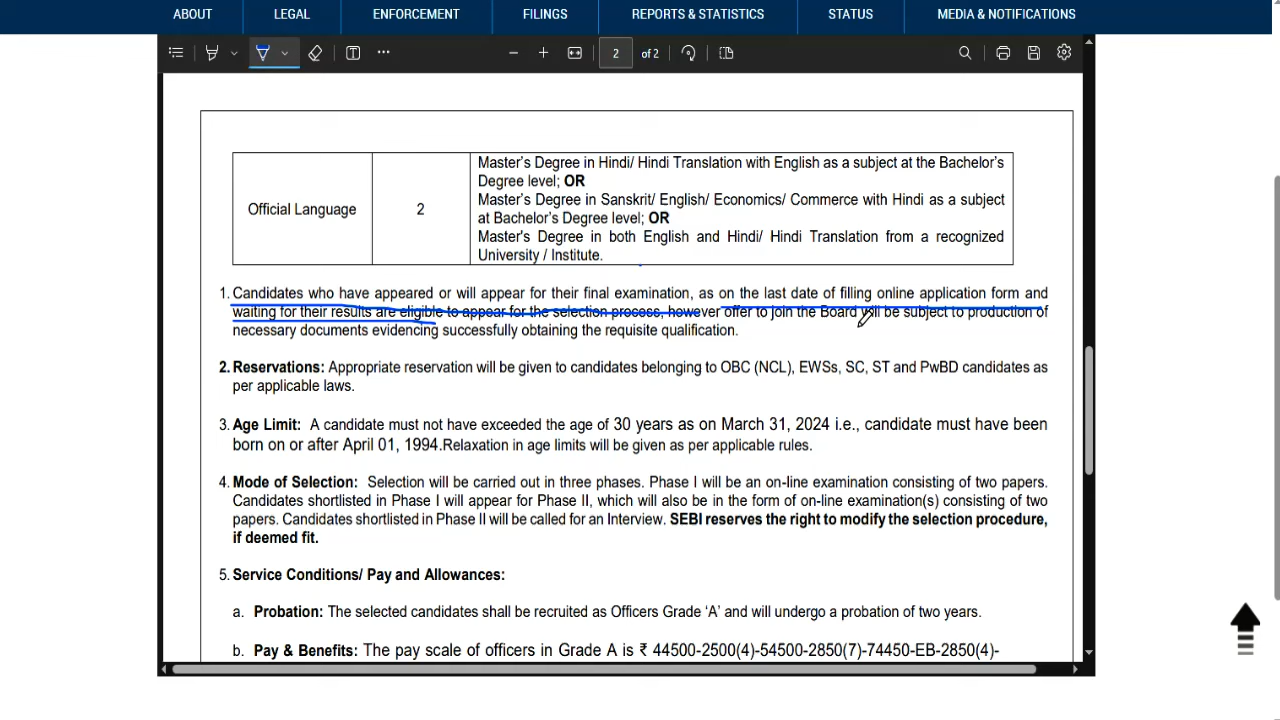 ABOUT LEGAL ENFORCEMENT FILINGS REPORTS & STATISTICS STATUS MEDIA & NOTIFICATIONS
2 of 2
Official Language
2
Master’s Degree in Hindi/ Hindi Translation with English as a subject at the Bachelor’s
Degree level; OR
Master’s Degree in Sanskrit/ English/ Economics/ Commerce with Hindi as a subject
at Bachelor’s Degree level; OR
Master's Degree in both English and Hindi/ Hindi Translation from a recognized
University / Institute.
1. Candidates who have appeared or will appear for their final examination, as on the last date of filling online application form and
waiting for their results are eligible to appear for the selection process, however offer to join the Board will be subject to production of
necessary documents evidencing successfully obtaining the requisite qualification.
2. Reservations: Appropriate reservation will be given to candidates belonging to OBC (NCL), EWSs, SC, ST and PwBD candidates as
per applicable laws.
3. Age Limit: A candidate must not have exceeded the age of 30 years as on March 31, 2024 i.e., candidate must have been
born on or after April 01, 1994.Relaxation in age limits will be given as per applicable rules.
4. Mode of Selection: Selection will be carried out in three phases. Phase I will be an on-line examination consisting of two papers.
Candidates shortlisted in Phase I will appear for Phase II, which will also be in the form of on-line examination(s) consisting of two
papers. Candidates shortlisted in Phase II will be called for an Interview. SEBI reserves the right to modify the selection procedure,
if deemed fit.
5. Service Conditions/ Pay and Allowances:
a. Probation: The selected candidates shall be recruited as Officers Grade ‘A’ and will undergo a probation of two years.
b. Pay & Benefits: The pay scale of officers in Grade A is ₹ 44500-2500(4)-54500-2850(7)-74450-EB-2850(4)-